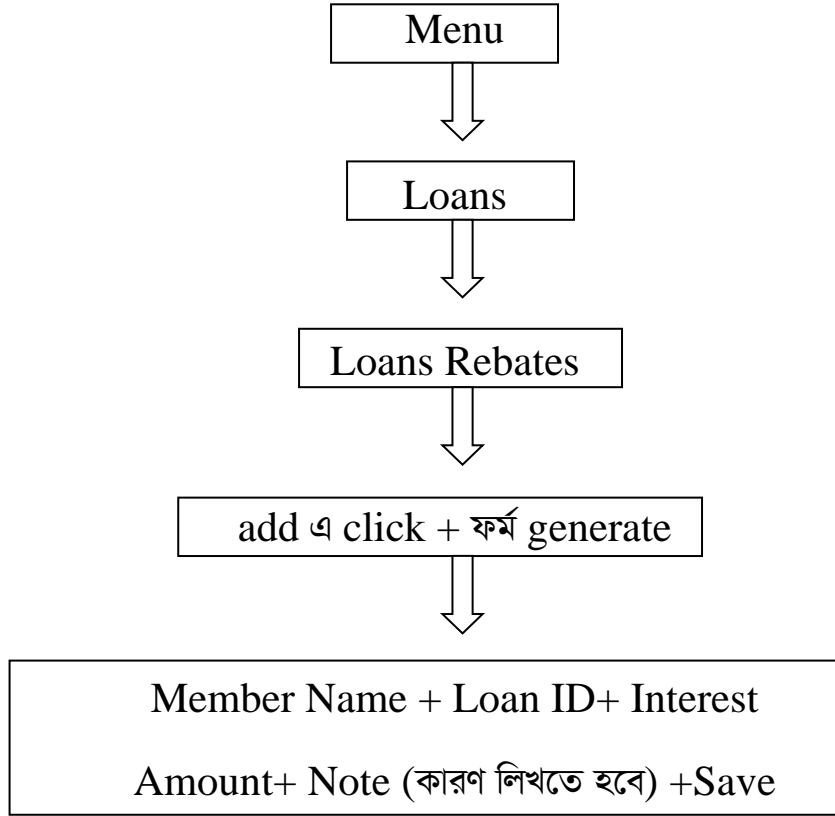 Menu
Loans
Loans Rebates
add এ click + ফর্ম generate
Member Name + Loan ID+ Interest
Amount+ Note (কারণ লিখতে হবে) +Save